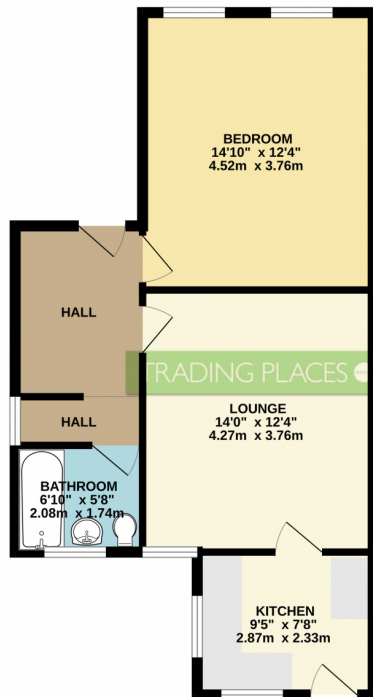 BEDROOM
14'10" x 12'4"
4.52m x 3.76m
HALL
TRADING PLACES
LOUNGE
14'0" x 12'4"
4.27m x 3.76m
HALL
BATHROOM
6'10" x 5'8"
2.08m x 1.74m
KITCHEN
9'5" x 7'8"
2.87m x 2.33m